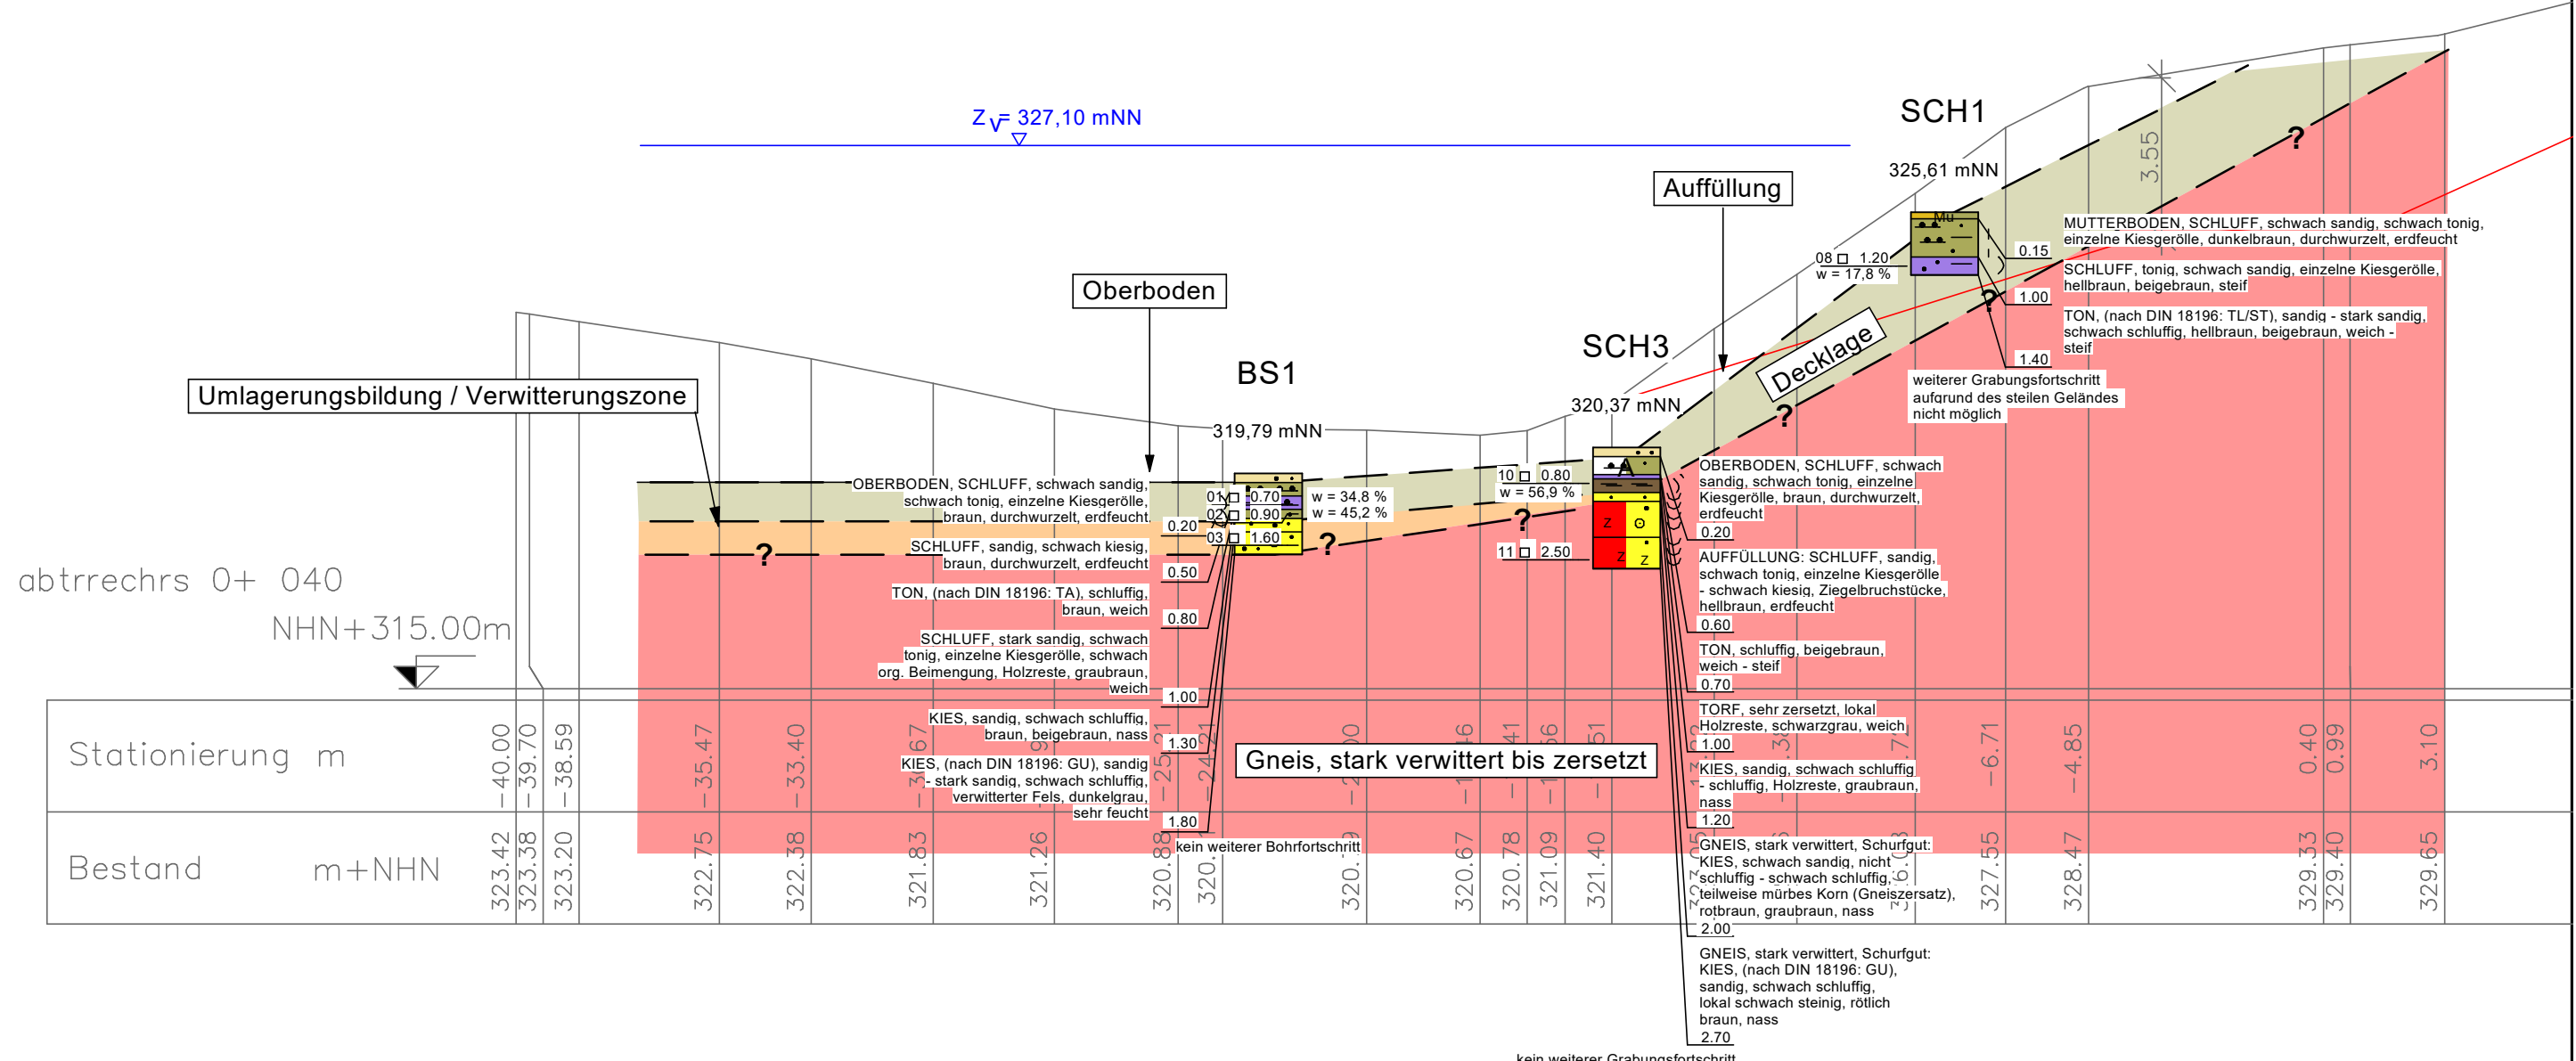 Z V= 327,10 mNN
SCH1
325,61 mNN
Auffüllung
3.55
Mu
08 1.20
w = 17,8 %
0.15
MUTTERBODEN, SCHLUFF, schwach sandig, schwach tonig,
einzelne Kiesgerölle, dunkelbraun, durchwurzelt, erdfeucht
1.00
SCHLUFF, tonig, schwach sandig, einzelne Kiesgerölle,
hellbraun, beigebraun, steif
1.40
TON, (nach DIN 18196: TL/ST), sandig - stark sandig,
schwach schluffig, hellbraun, beigebraun, weich -
steif
weiterer Grabungsfortschritt
aufgrund des steilen Geländes
nicht möglich
?
?
?
Decklage
Oberboden
SCH3
320,37 mNN
BS1
319,79 mNN
Umlagerungsbildung / Verwitterungszone
OBERBODEN, SCHLUFF, schwach sandig,
schwach tonig, einzelne Kiesgerölle,
braun, durchwurzelt, erdfeucht
0.20
SCHLUFF, sandig, schwach kiesig,
braun, durchwurzelt, erdfeucht
0.50
TON, (nach DIN 18196: TA), schluffig,
braun, weich
0.80
SCHLUFF, stark sandig, schwach
tonig, einzelne Kiesgerölle, schwach
org. Beimengung, Holzreste, graubraun,
weich
1.00
KIES, sandig, schwach schluffig,
braun, beigebraun, nass
1.30
KIES, (nach DIN 18196: GU), sandig
- stark sandig, schwach schluffig,
verwitterter Fels, dunkelgrau,
sehr feucht
1.80
kein weiterer Bohrfortschritt
01 0.70
02 0.90
03 1.60
w = 34.8 %
w = 45,2 %
?
?
?
10 0.80
w = 56,9 %
11 2.50
A
Z
Z
Z
OBERBODEN, SCHLUFF, schwach
sandig, schwach tonig, einzelne
Kiesgerölle, braun, durchwurzelt,
erdfeucht
0.20
AUFFÜLLUNG: SCHLUFF, sandig,
schwach tonig, einzelne Kiesgerölle
- schwach kiesig, Ziegelbruchstücke,
hellbraun, erdfeucht
0.60
TON, schluffig, beigebraun,
weich - steif
0.70
TORF, sehr zersetzt, lokal
Holzreste, schwarzgrau, weich
1.00
KIES, sandig, schwach schluffig
- schluffig, Holzreste, graubraun,
nass
1.20
GNEIS, stark verwittert, Schurfgut:
KIES, schwach sandig, nicht
schluffig - schwach schluffig,
teilweise mürbes Korn (Gneiszersatz),
rotbraun, graubraun, nass
2.00
GNEIS, stark verwittert, Schurfgut:
KIES, (nach DIN 18196: GU),
sandig, schwach schluffig,
lokal schwach steinig, rötlich
braun, nass
2.70
kein weiterer Grabungsfortschritt
Gneis, stark verwittert bis zersetzt
abtrrechrs 0+ 040
NHN+315.00m
Stationierung m
-40.00
-39.70
-38.59
-35.47
-33.40
-25.21
-24.21
-6.71
-4.85
0.40
0.99
3.10
Bestand m+NHN
323.42
323.38
323.20
322.75
322.38
321.83
321.26
320.88
320.67
320.78
321.09
321.40
327.55
328.47
329.33
329.40
329.65